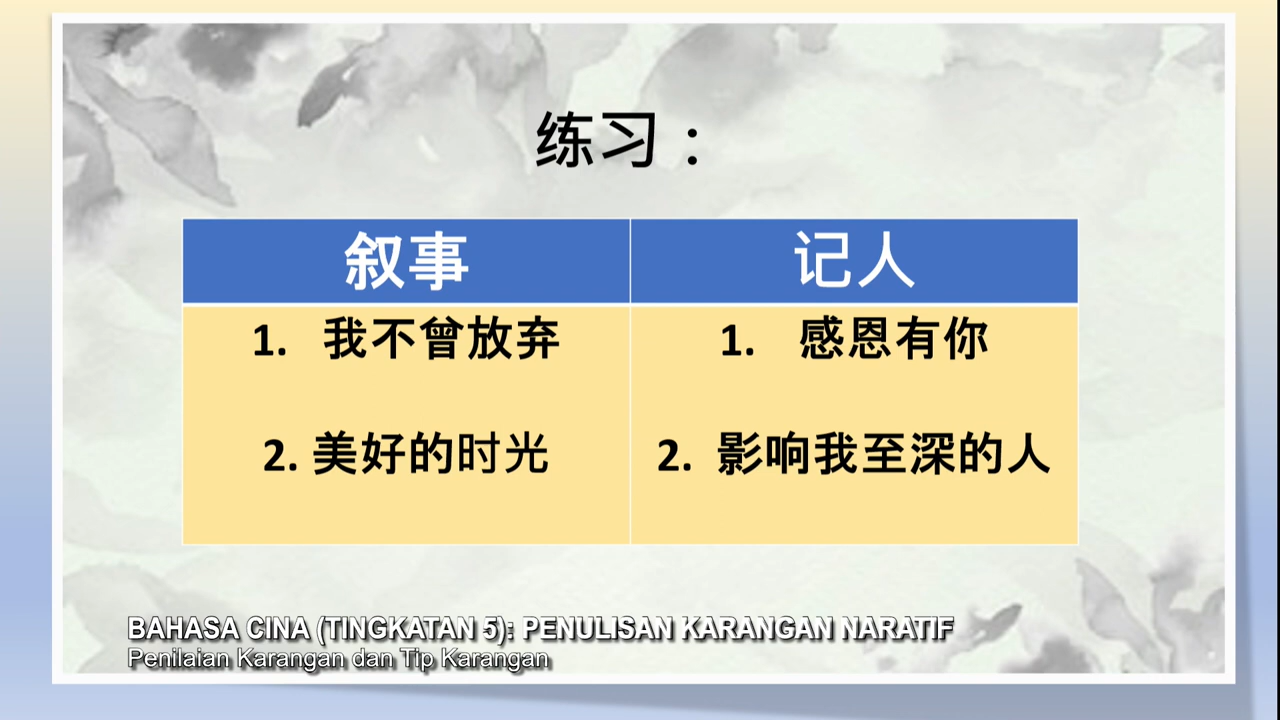 练习：
叙事
记人
1. 我不曾放弃
1. 感恩有你
2. 美好的时光
2. 影响我至深的人
BAHASA CINA (TINGKATAN 5): PENULISAN KARANGAN NARATIF
Penilaian Karangan dan Tip Karangan